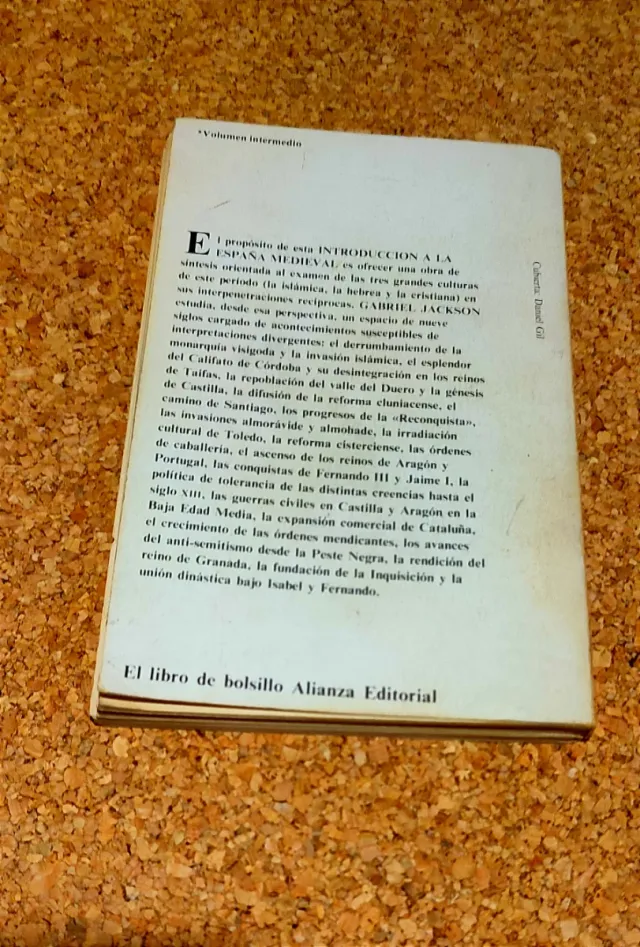 *Volumen intermedio
El propósito de esta INTRODUCCION A LA
ESPAÑA MEDIEVAL es ofrecer una obra de
síntesis orientada al examen de las tres grandes culturas
de este período (la islámica, la hebrea y la cristiana) en
sus interpenetraciones recíprocas. GABRIEL JACKSON
estudia, desde esa perspectiva, un espacio de nueve
siglos cargado de acontecimientos susceptibles de
interpretaciones divergentes: el derrumbamiento de la
monarquía visigoda y la invasión islámica, el esplendor
del Califato de Córdoba y su desintegración en los reinos
de Taifas, la repoblación del valle del Duero y la génesis
de Castilla, la difusión de la reforma cluniacense, el
camino de Santiago, los progresos de la «Reconquista»,
las invasiones almorávide y almohade, la irradiación
cultural de Toledo, la reforma cisterciense, las órdenes
de caballería, el ascenso de los reinos de Aragón y
Portugal, las conquistas de Fernando III y Jaime I, la
política de tolerancia de las distintas creencias hasta el
siglo XIII, las guerras civiles en Castilla y Aragón en la
Baja Edad Media, la expansión comercial de Cataluña,
el crecimiento de las órdenes mendicantes, los avances
del anti-semitismo desde la Peste Negra, la rendición del
reino de Granada, la fundación de la Inquisición y la
unión dinástica bajo Isabel y Fernando.
El libro de bolsillo Alianza Editorial
Cubierta: Daniel Gil